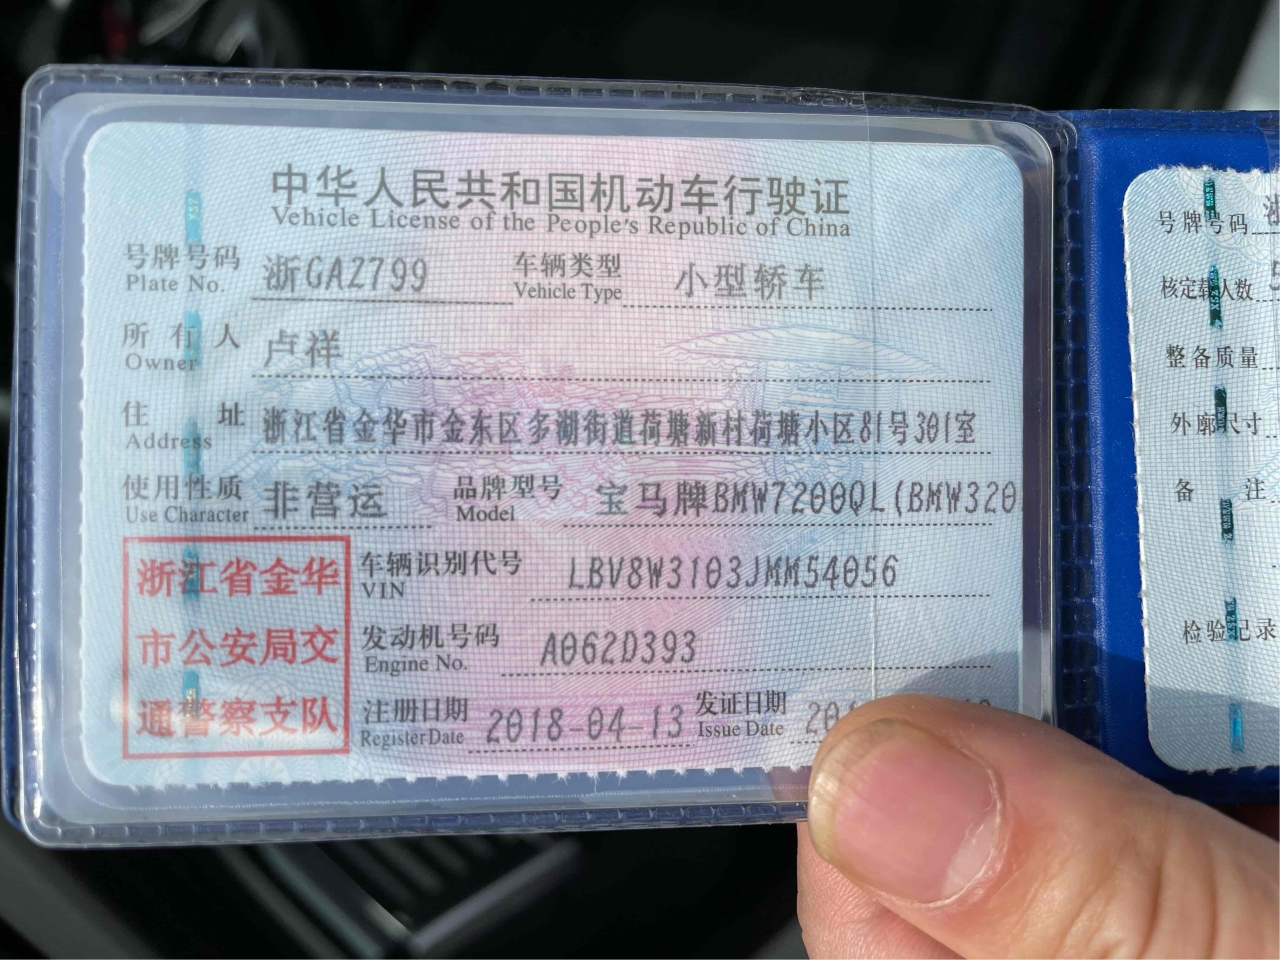 中华人民共和国机动车行驶证
Vehicle License of the People's Republic of China
号牌号码 浙GAZ799 车辆类型 小型轿车
Plate No. Vehicle Type
所有人 卢祥
Owner
住址 浙江省金华市金东区多湖街道荷塘新村荷塘小区81号301室
Address
使用性质 非营运 品牌型号 宝马牌BMW7200QL(BMW320
Use Character Model
浙江省金华
市公安局交
通警察支队
车辆识别代号 LBV8W3103JMM54056
VIN
发动机号码 A062D393
Engine No.
注册日期 2018-04-13 发证日期
Register Date Issue Date
号牌号码
核定载人数
整备质量
外廓尺寸
备注
检验记录